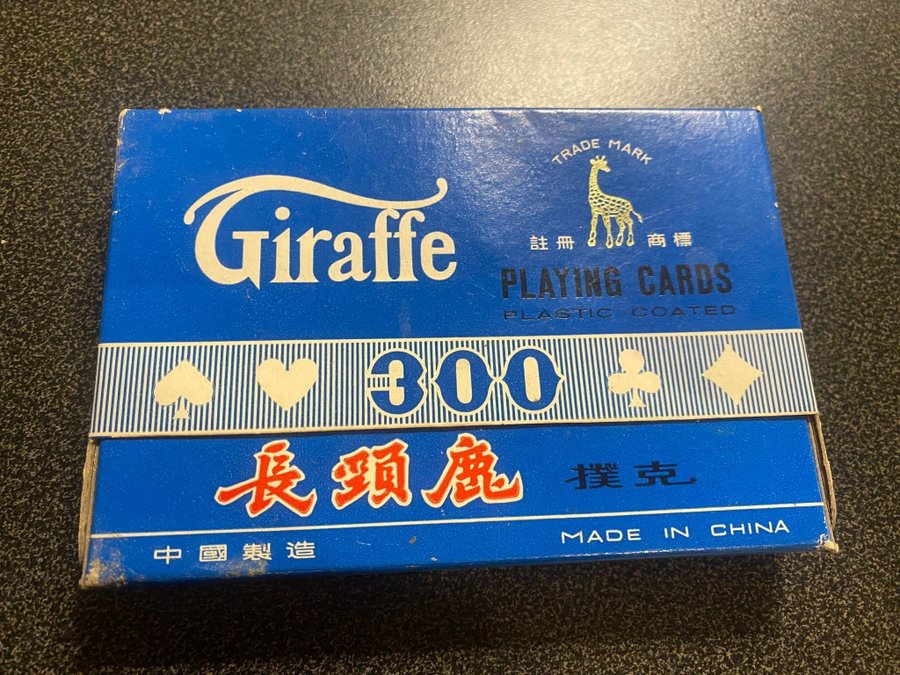 Giraffe
TRADE MARK
註冊 商標
PLAYING CARDS
PLASTIC COATED
300
長頸鹿 撲克
中國製造 MADE IN CHINA